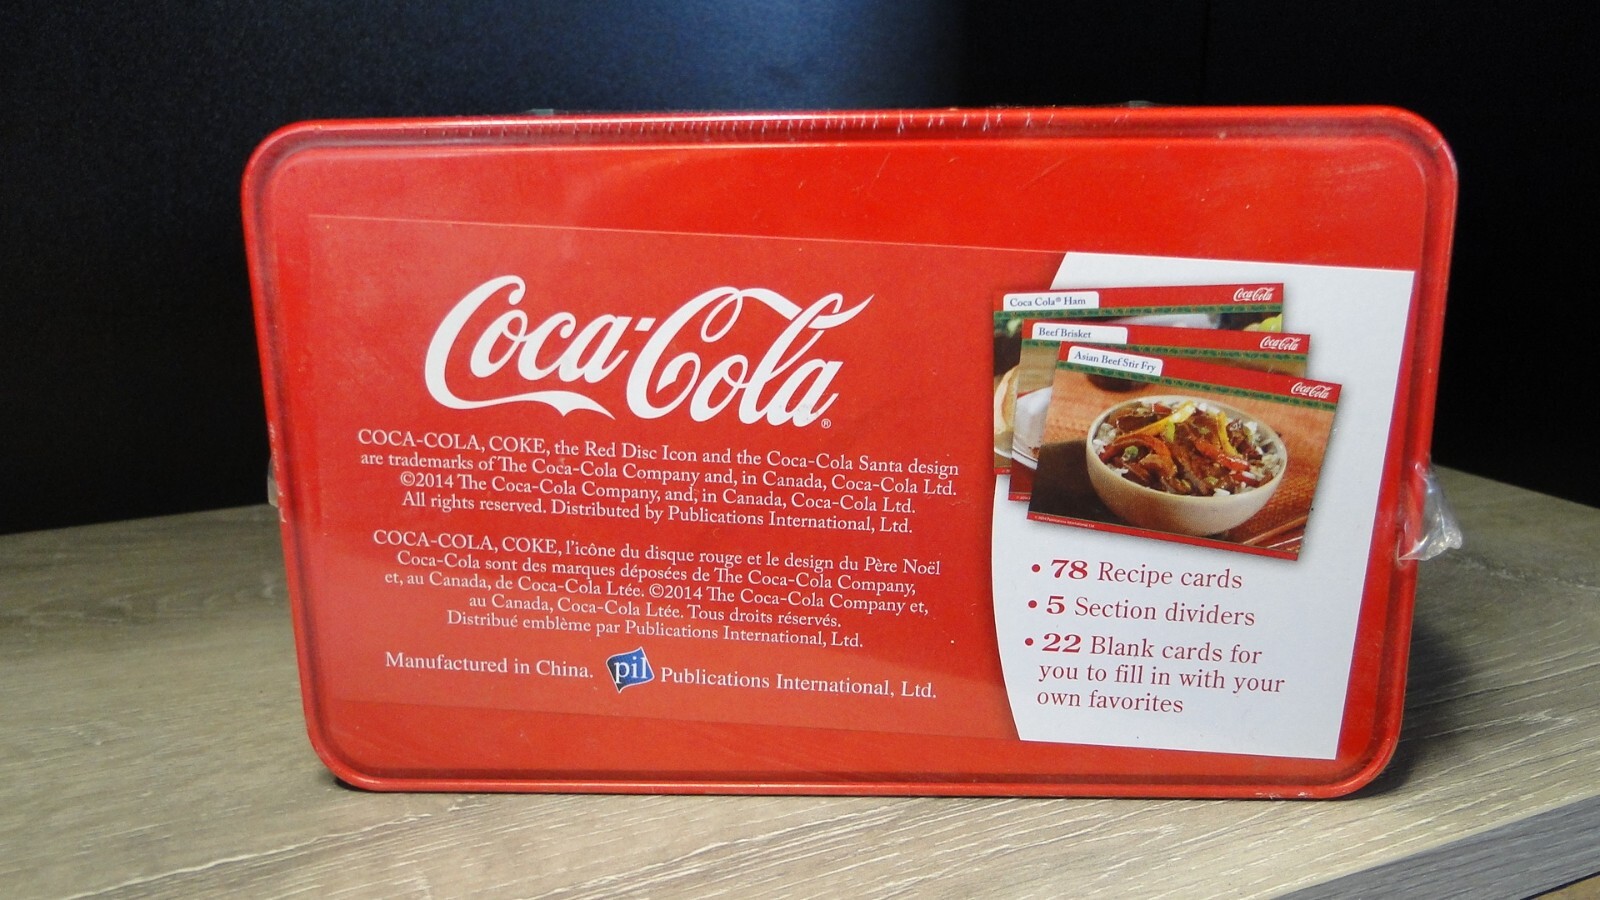 Coca-Cola®
COCA-COLA, COKE, the Red Disc Icon and the Coca-Cola Santa design
are trademarks of The Coca-Cola Company and, in Canada, Coca-Cola Ltd.
©2014 The Coca-Cola Company, and, in Canada, Coca-Cola Ltd.
All rights reserved. Distributed by Publications International, Ltd.
COCA-COLA, COKE, l'icône du disque rouge et le design du Père Noël
Coca-Cola sont des marques déposées de The Coca-Cola Company,
et, au Canada, de Coca-Cola Ltée. ©2014 The Coca-Cola Company et,
au Canada, Coca-Cola Ltée. Tous droits réservés.
Distribué emblème par Publications International, Ltd.
Manufactured in China. pil Publications International, Ltd.
Coca Cola® Ham Coca-Cola
Beef Brisket Coca-Cola
Asian Beef Stir Fry Coca-Cola
• 78 Recipe cards
• 5 Section dividers
• 22 Blank cards for
you to fill in with your
own favorites